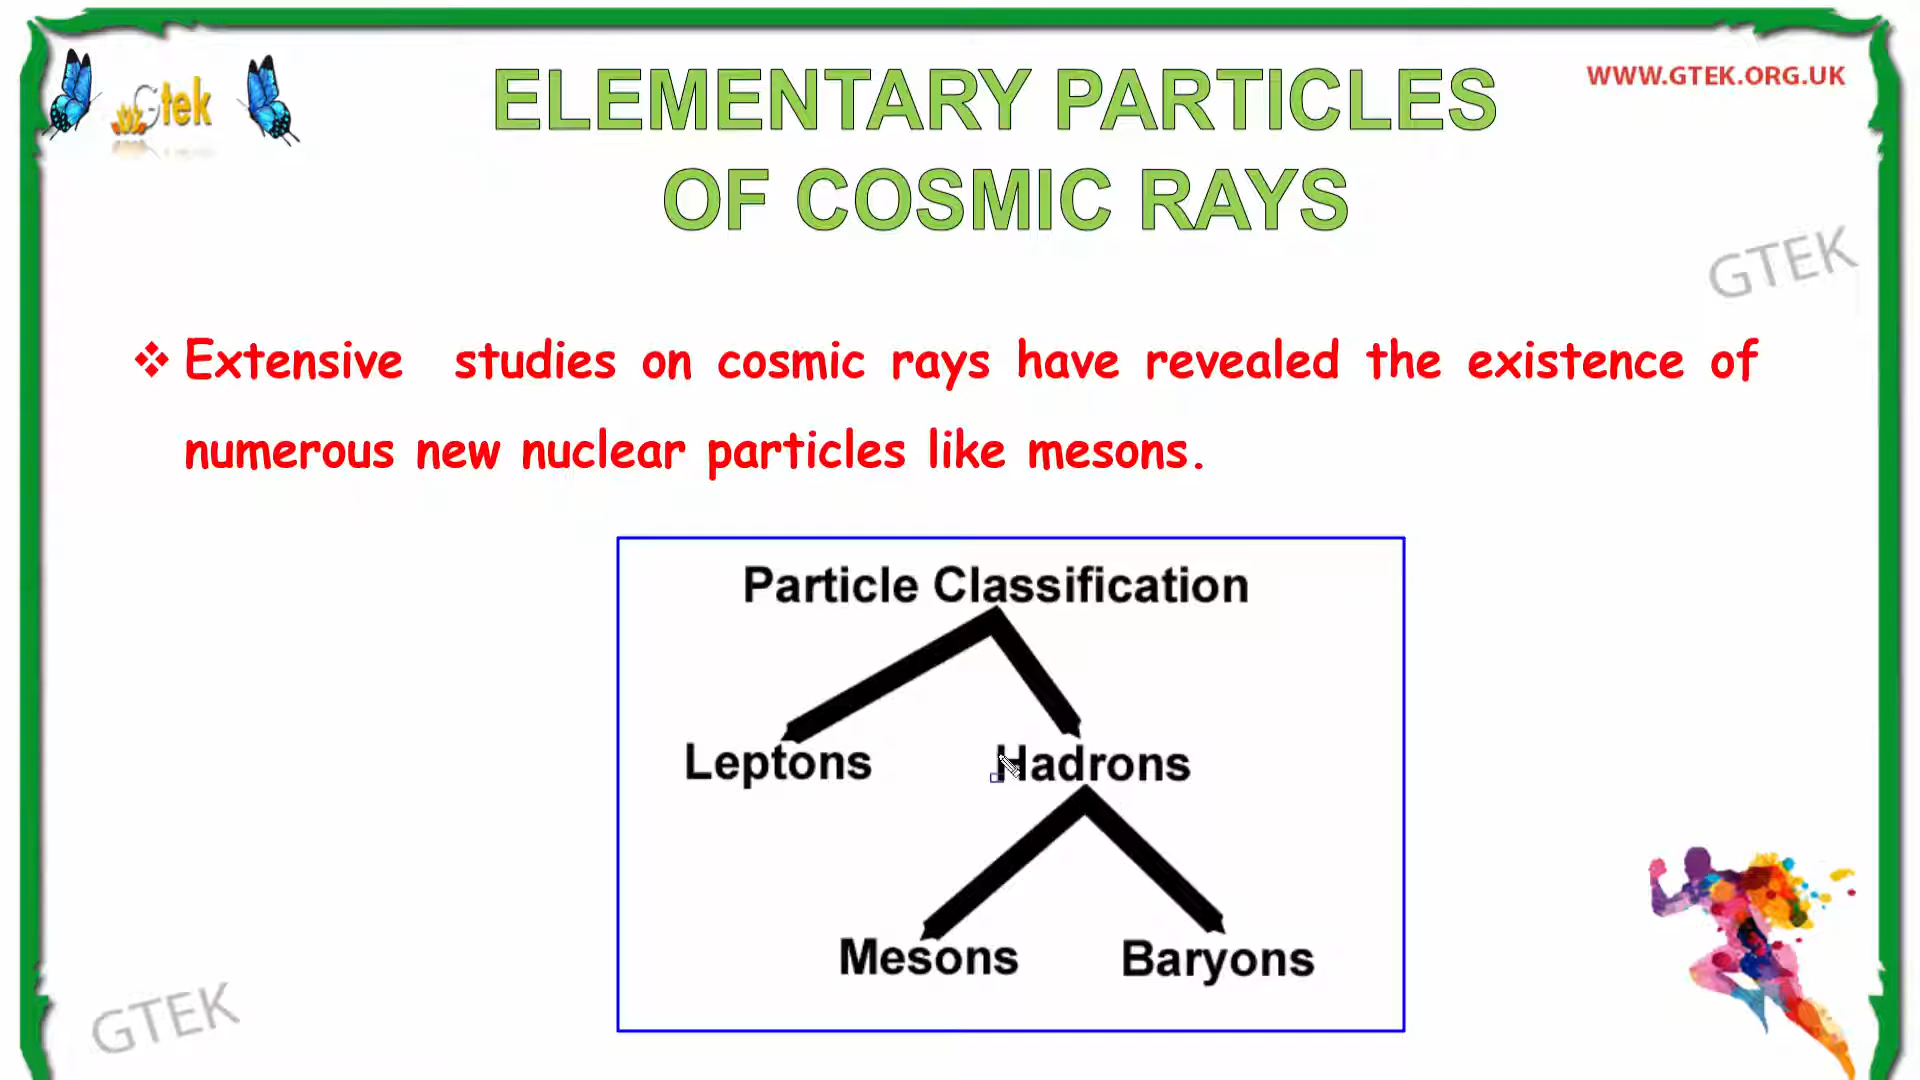 Gtek
ELEMENTARY PARTICLES
OF COSMIC RAYS
WWW.GTEK.ORG.UK
GTEK
Extensive studies on cosmic rays have revealed the existence of
numerous new nuclear particles like mesons.
Particle Classification
Leptons
Hadrons
Mesons
Baryons
GTEK